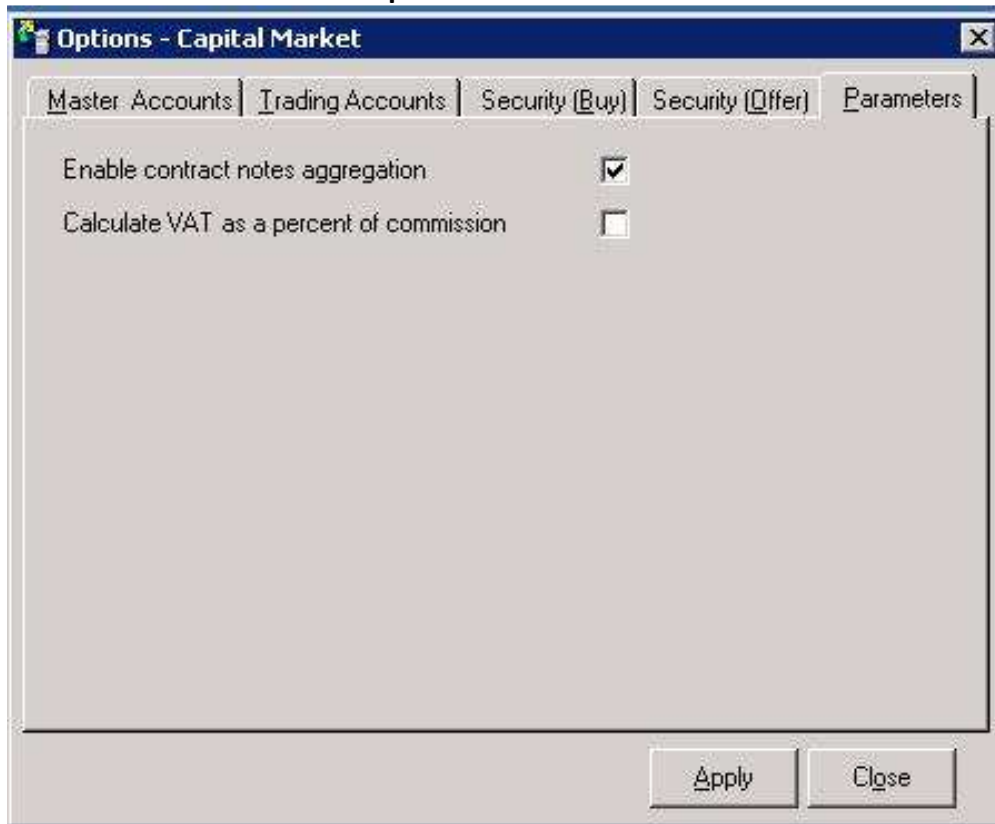 Options - Capital Market
Master Accounts Trading Accounts Security (Buy) Security (Offer) Parameters
Enable contract notes aggregation
Calculate VAT as a percent of commission
Apply Close